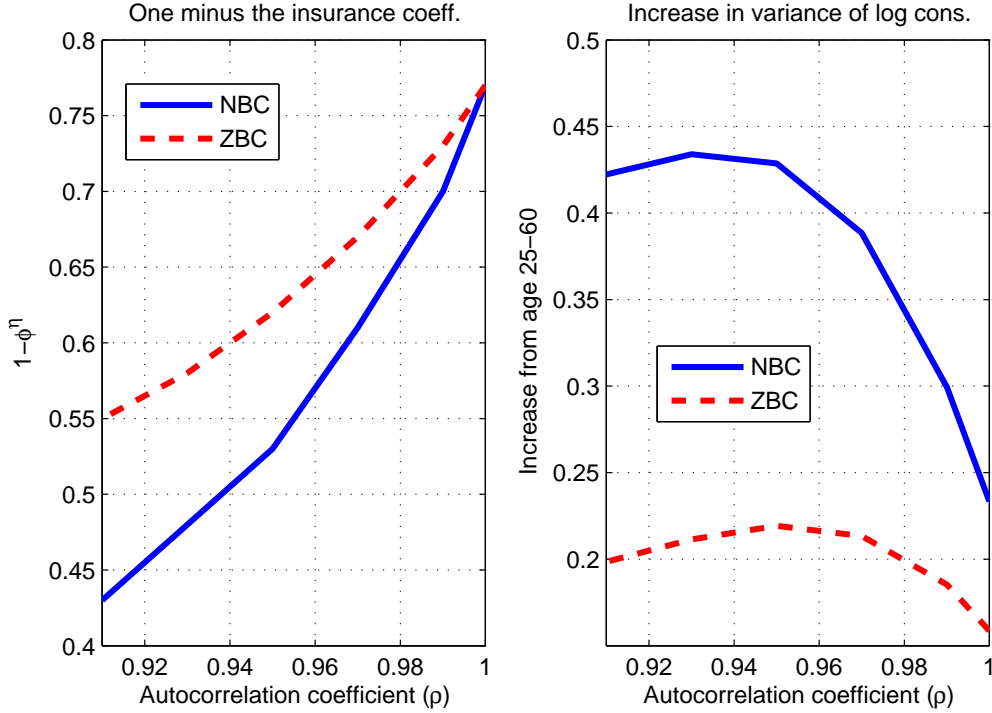 One minus the insurance coeff.
0.8
0.75
0.7
0.65
0.6
0.55
0.5
0.45
0.4
1−ϕ^η
NBC
ZBC
0.92 0.94 0.96 0.98 1
Autocorrelation coefficient (ρ)
Increase in variance of log cons.
0.5
0.45
0.4
0.35
0.3
0.25
0.2
Increase from age 25−60
NBC
ZBC
0.92 0.94 0.96 0.98 1
Autocorrelation coefficient (ρ)